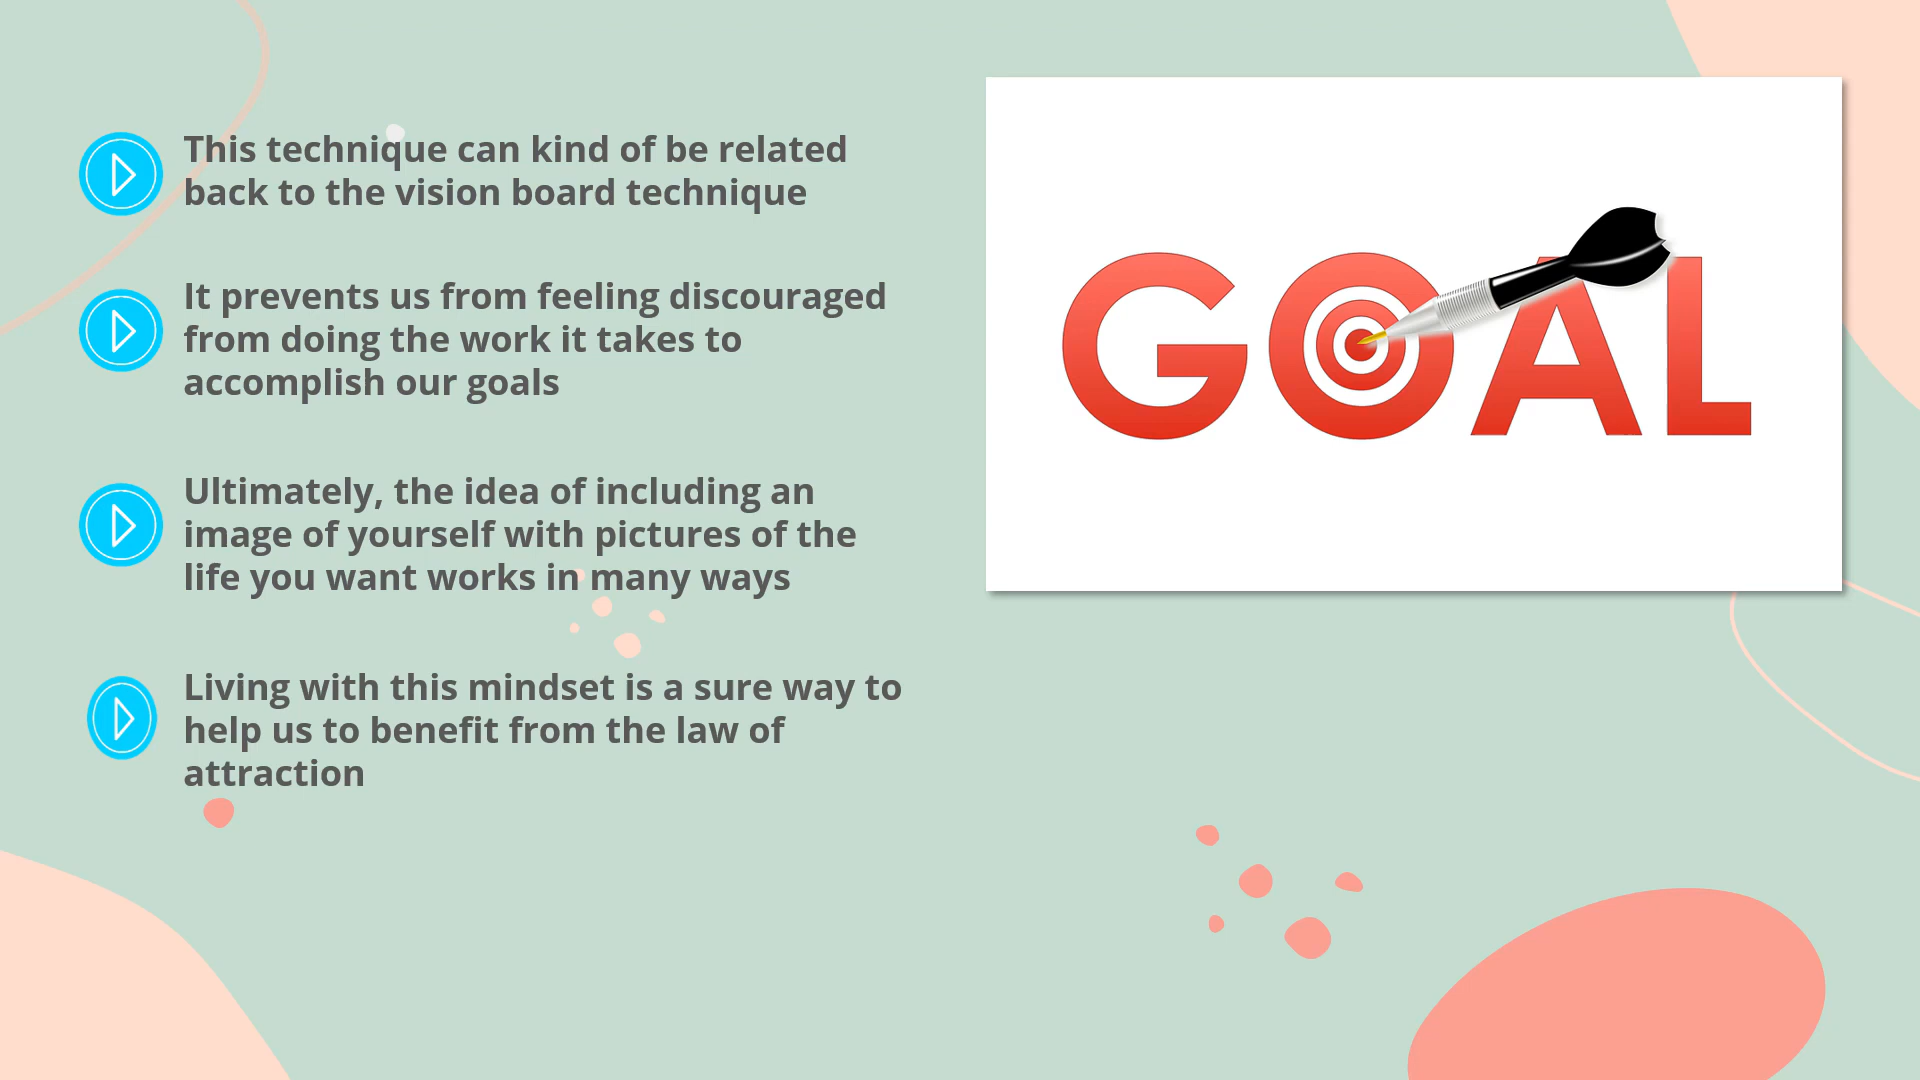 This technique can kind of be related
back to the vision board technique
It prevents us from feeling discouraged
from doing the work it takes to
accomplish our goals
Ultimately, the idea of including an
image of yourself with pictures of the
life you want works in many ways
Living with this mindset is a sure way to
help us to benefit from the law of
attraction
GOAL